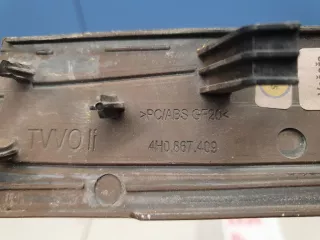 >PC/ABS GF20<
TVVO lf
4H0.867.409